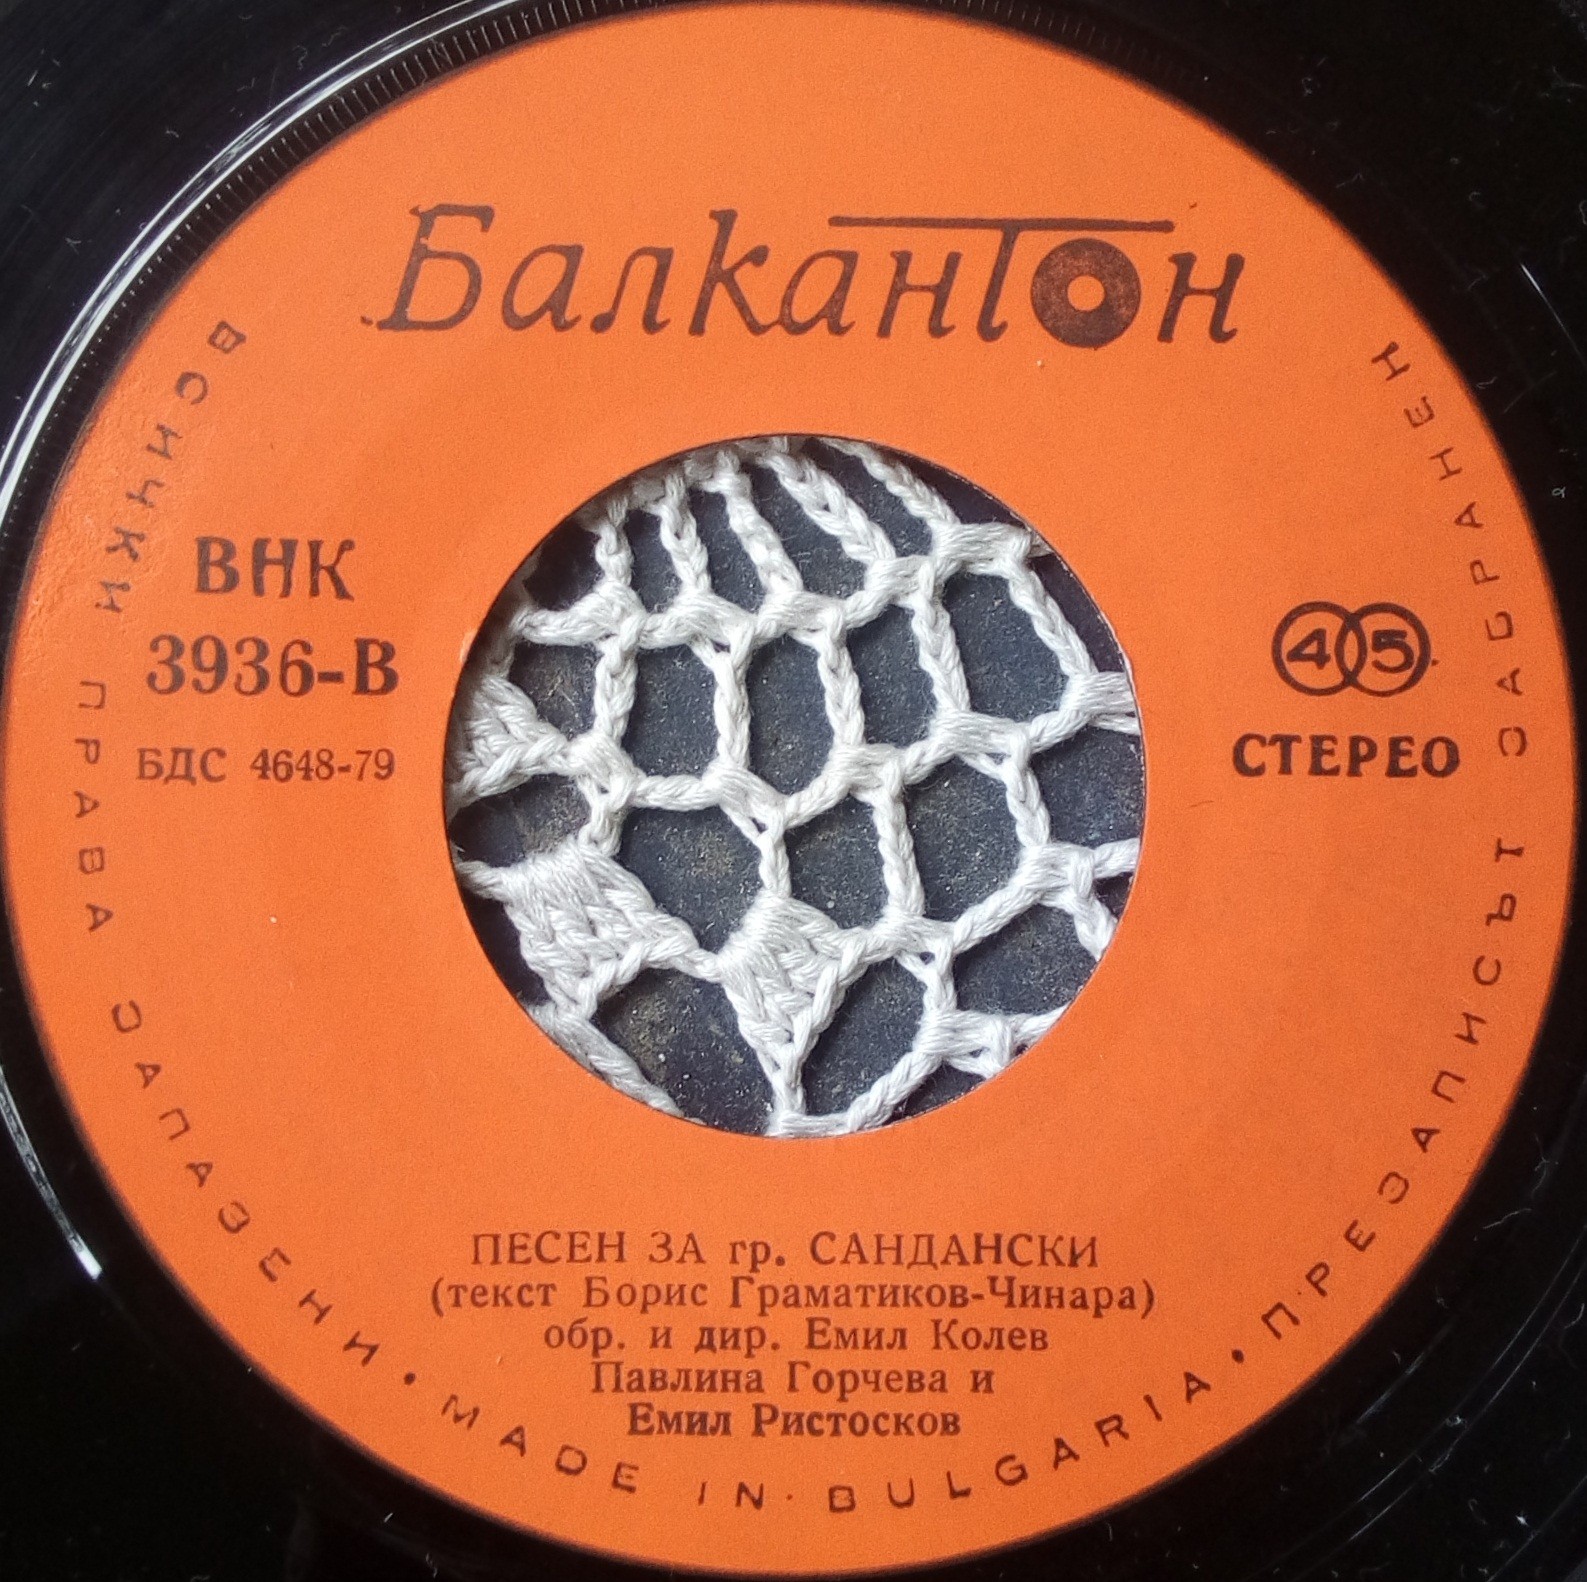 Балкантон
ВНК
3936-В
БДС 4648-79
45
СТЕРЕО
ПЕСЕН ЗА гр. САНДАНСКИ
(текст Борис Граматиков-Чинара)
обр. и дир. Емил Колев
Павлина Горчева и
Емил Ристосков
ВСИЧКИ ПРАВА ЗАПАЗЕНИ · MADE IN · BULGARIA · ПРЕЗАПИСЪТ ЗАБРАНЕН